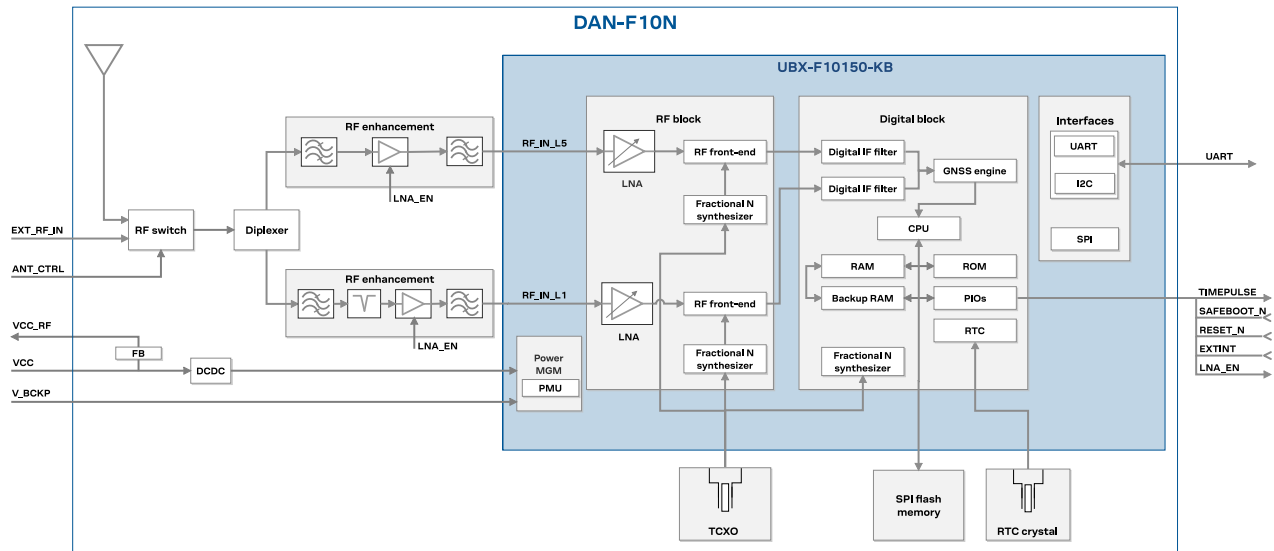 DAN-F10N
UBX-F10150-KB
RF enhancement
LNA_EN
RF_IN_L5
RF block
LNA
RF front-end
Fractional N
synthesizer
Digital block
Digital IF filter
Digital IF filter
GNSS engine
CPU
Interfaces
UART
I2C
SPI
UART
EXT_RF_IN
RF switch
Diplexer
ANT_CTRL
RF enhancement
LNA_EN
RF_IN_L1
LNA
RF front-end
Fractional N
synthesizer
RAM
ROM
Backup RAM
PIOs
RTC
Fractional N
synthesizer
TIMEPULSE
SAFEBOOT_N
RESET_N
EXTINT
LNA_EN
VCC_RF
FB
VCC
DCDC
V_BCKP
Power
MGM
PMU
TCXO
SPI flash
memory
RTC crystal